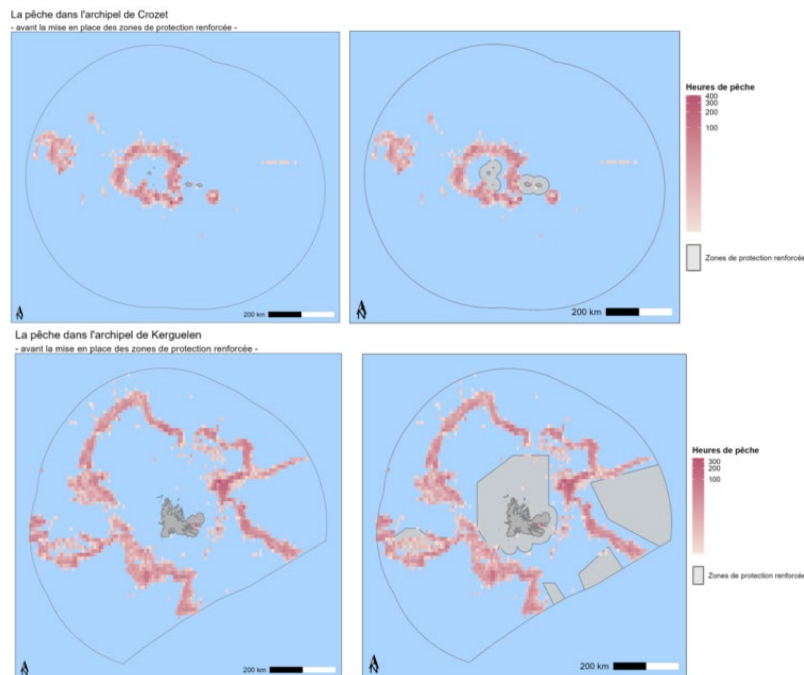 La pêche dans l'archipel de Crozet
- avant la mise en place des zones de protection renforcée -
200 km
200 km
Heures de pêche
400
300
200
100
Zones de protection renforcée
La pêche dans l'archipel de Kerguelen
- avant la mise en place des zones de protection renforcée -
200 km
200 km
Heures de pêche
300
200
100
Zones de protection renforcée